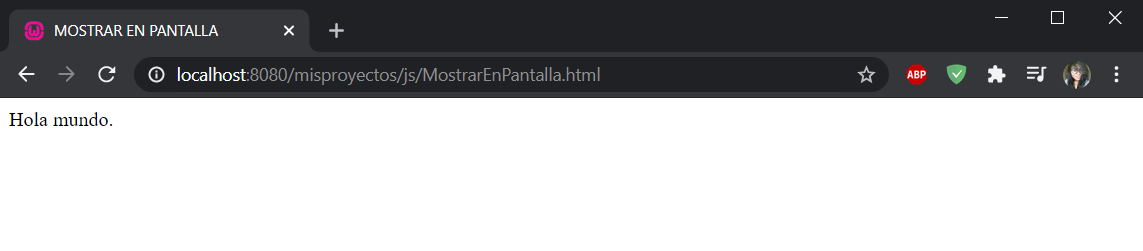 MOSTRAR EN PANTALLA
localhost:8080/misproyectos/js/MostrarEnPantalla.html
ABP
Hola mundo.